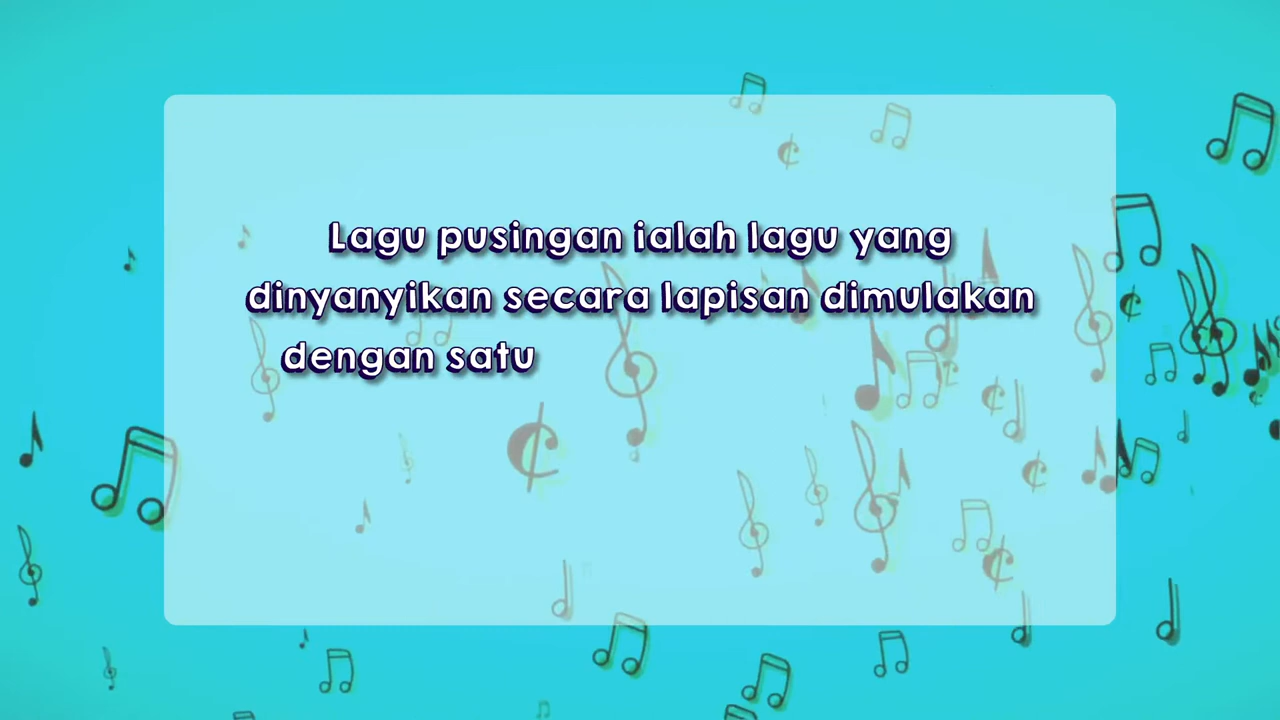 Lagu pusingan ialah lagu yang
dinyanyikan secara lapisan dimulakan
dengan satu